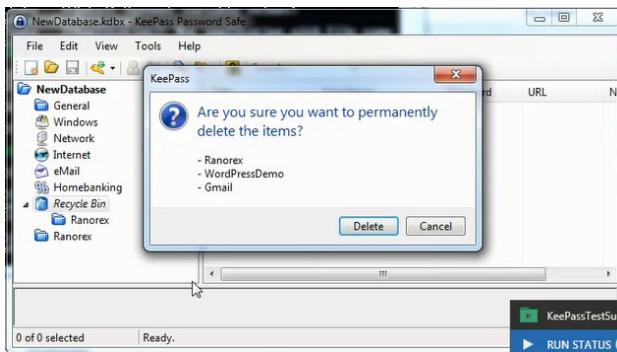 NewDatabase.kdbx - KeePass Password Safe
File Edit View Tools Help
KeePass
NewDatabase
General
Windows
Network
Internet
eMail
Homebanking
Recycle Bin
Ranorex
Ranorex
rd URL N
Are you sure you want to permanently
delete the items?
- Ranorex
- WordPressDemo
- Gmail
Delete Cancel
0 of 0 selected Ready.
KeePassTestSu
RUN STATUS (